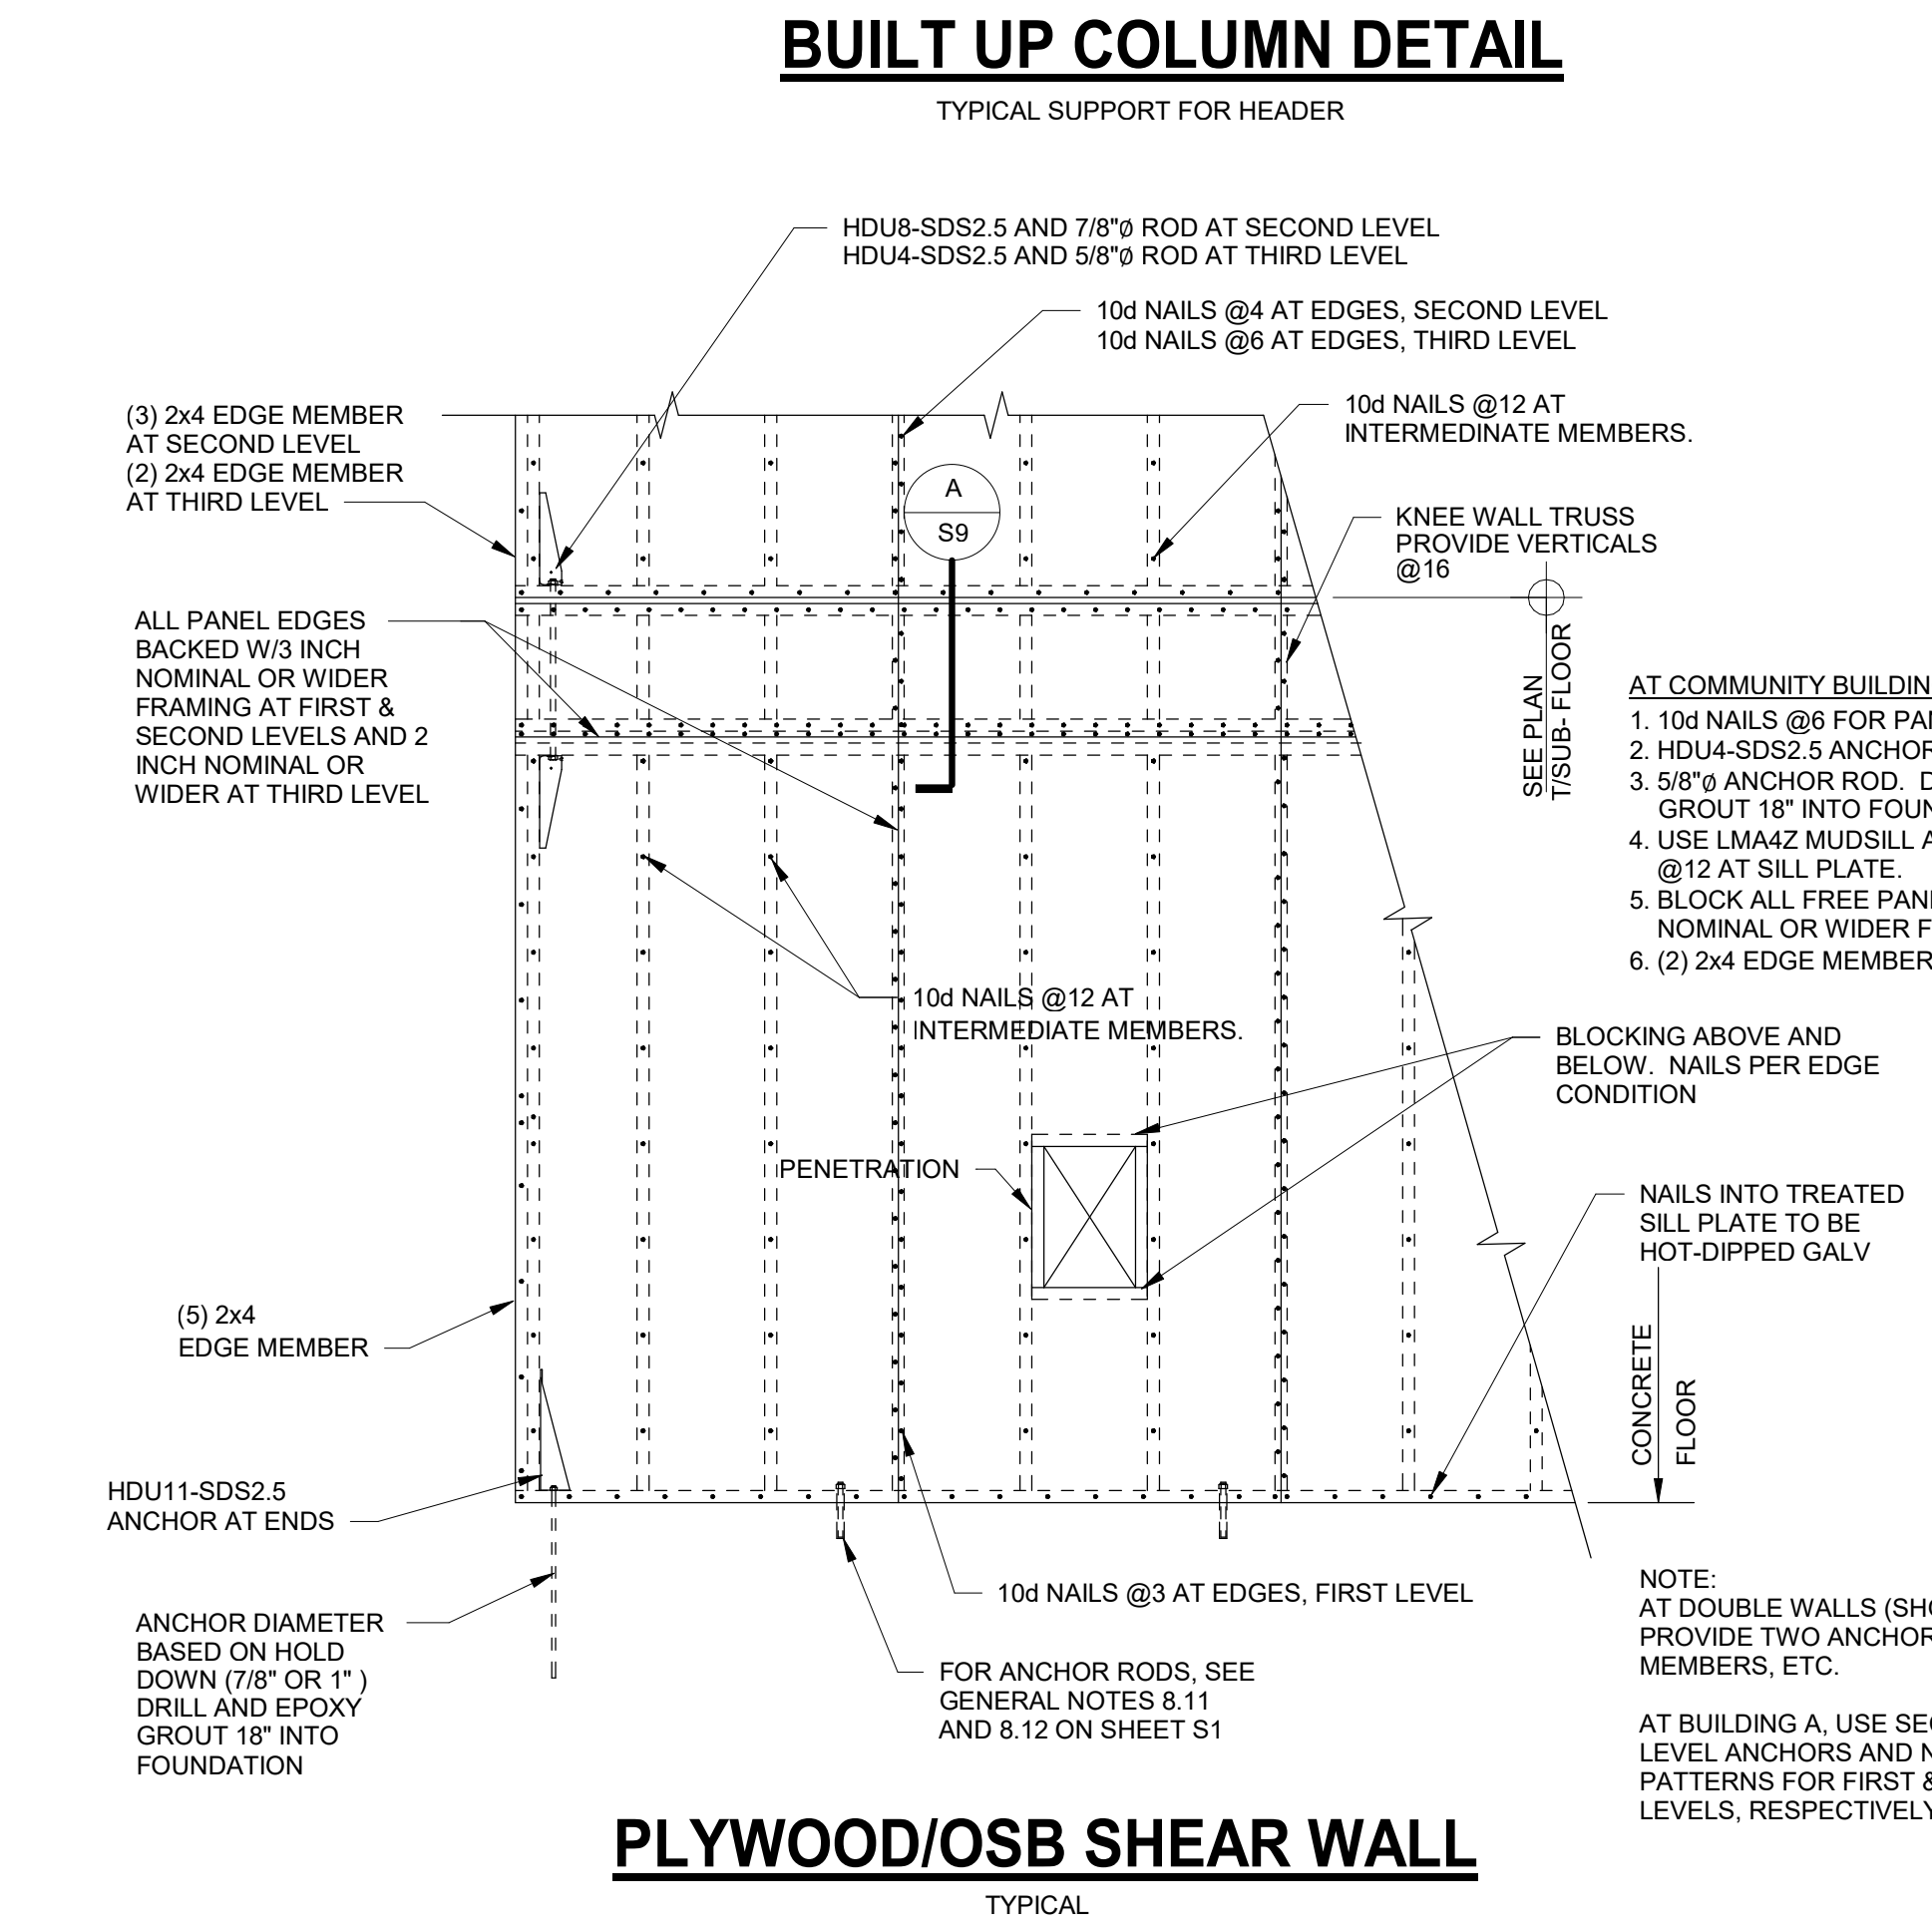 BUILT UP COLUMN DETAIL
TYPICAL SUPPORT FOR HEADER
HDU8-SDS2.5 AND 7/8"Ø ROD AT SECOND LEVEL
HDU4-SDS2.5 AND 5/8"Ø ROD AT THIRD LEVEL
10d NAILS @4 AT EDGES, SECOND LEVEL
10d NAILS @6 AT EDGES, THIRD LEVEL
10d NAILS @12 AT
INTERMEDINATE MEMBERS.
(3) 2x4 EDGE MEMBER
AT SECOND LEVEL
(2) 2x4 EDGE MEMBER
AT THIRD LEVEL
A
S9
KNEE WALL TRUSS
PROVIDE VERTICALS
@16
ALL PANEL EDGES
BACKED W/3 INCH
NOMINAL OR WIDER
FRAMING AT FIRST &
SECOND LEVELS AND 2
INCH NOMINAL OR
WIDER AT THIRD LEVEL
SEE PLAN
T/SUB- FLOOR
AT COMMUNITY
1. 10d NAILS @6 FOR
2. HDU4-SDS2.5
3. 5/8"Ø ANCHOR ROD.
GROUT 18" INTO
4. USE LMA4Z MUDSILL
@12 AT SILL PLATE.
5. BLOCK ALL FREE
NOMINAL OR WIDER
6. (2) 2x4 EDGE MEMBER
10d NAILS @12 AT
INTERMEDIATE MEMBERS.
BLOCKING ABOVE AND
BELOW. NAILS PER EDGE
CONDITION
PENETRATION
NAILS INTO TREATED
SILL PLATE TO BE
HOT-DIPPED GALV
(5) 2x4
EDGE MEMBER
CONCRETE
FLOOR
HDU11-SDS2.5
ANCHOR AT ENDS
10d NAILS @3 AT EDGES, FIRST LEVEL
ANCHOR DIAMETER
BASED ON HOLD
DOWN (7/8" OR 1" )
DRILL AND EPOXY
GROUT 18" INTO
FOUNDATION
FOR ANCHOR RODS, SEE
GENERAL NOTES 8.11
AND 8.12 ON SHEET S1
NOTE:
AT DOUBLE WALLS
PROVIDE TWO
MEMBERS, ETC.
AT BUILDING A, USE
LEVEL ANCHORS AND
PATTERNS FOR FIRST &
LEVELS, RESPECTIVELY
PLYWOOD/OSB SHEAR WALL
TYPICAL